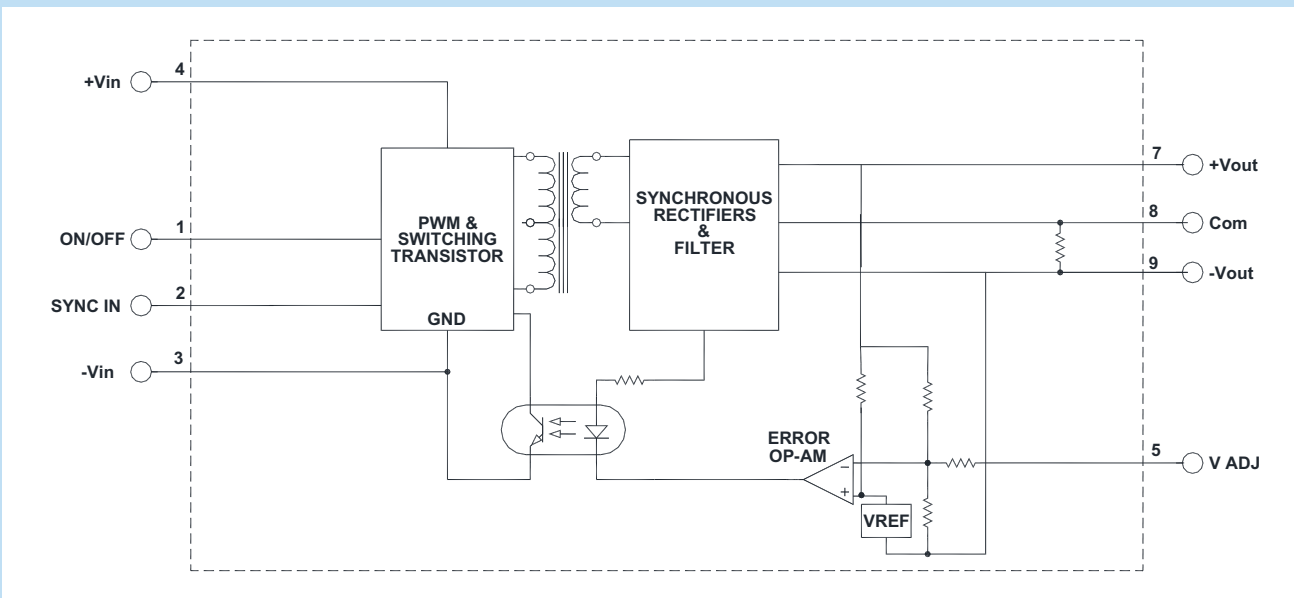 +Vin
4
ON/OFF
1
SYNC IN
2
-Vin
3
PWM &
SWITCHING
TRANSISTOR
GND
SYNCHRONOUS
RECTIFIERS
&
FILTER
7
+Vout
8
Com
9
-Vout
ERROR
OP-AM
−
+
VREF
5
V ADJ